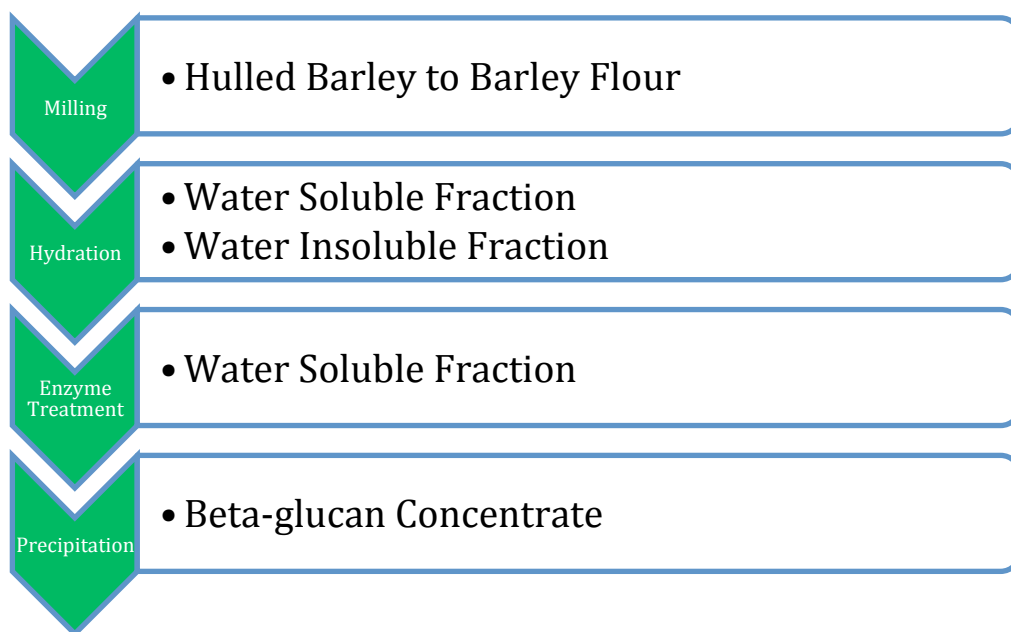 Milling
• Hulled Barley to Barley Flour
Hydration
• Water Soluble Fraction
• Water Insoluble Fraction
Enzyme
Treatment
• Water Soluble Fraction
Precipitation
• Beta-glucan Concentrate